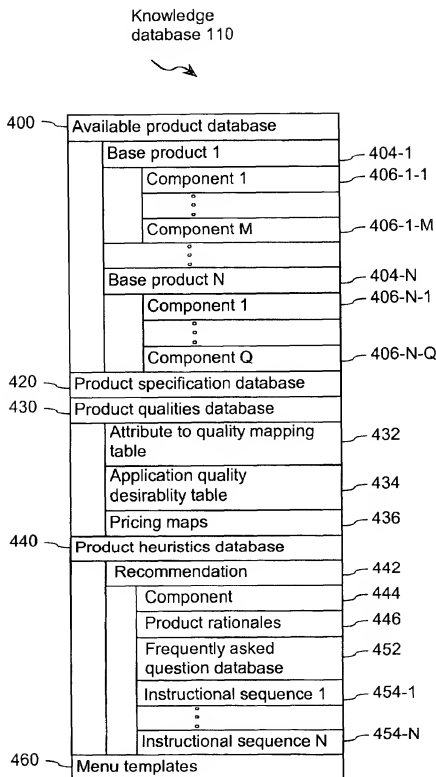 Knowledge
database 110
400
Available product database
Base product 1
404-1
Component 1
406-1-1
Component M
406-1-M
Base product N
404-N
Component 1
406-N-1
Component Q
406-N-Q
420
Product specification database
430
Product qualities database
Attribute to quality mapping
table
432
Application quality
desirablity table
434
Pricing maps
436
440
Product heuristics database
Recommendation
442
Component
444
Product rationales
446
Frequently asked
question database
452
Instructional sequence 1
454-1
Instructional sequence N
454-N
460
Menu templates